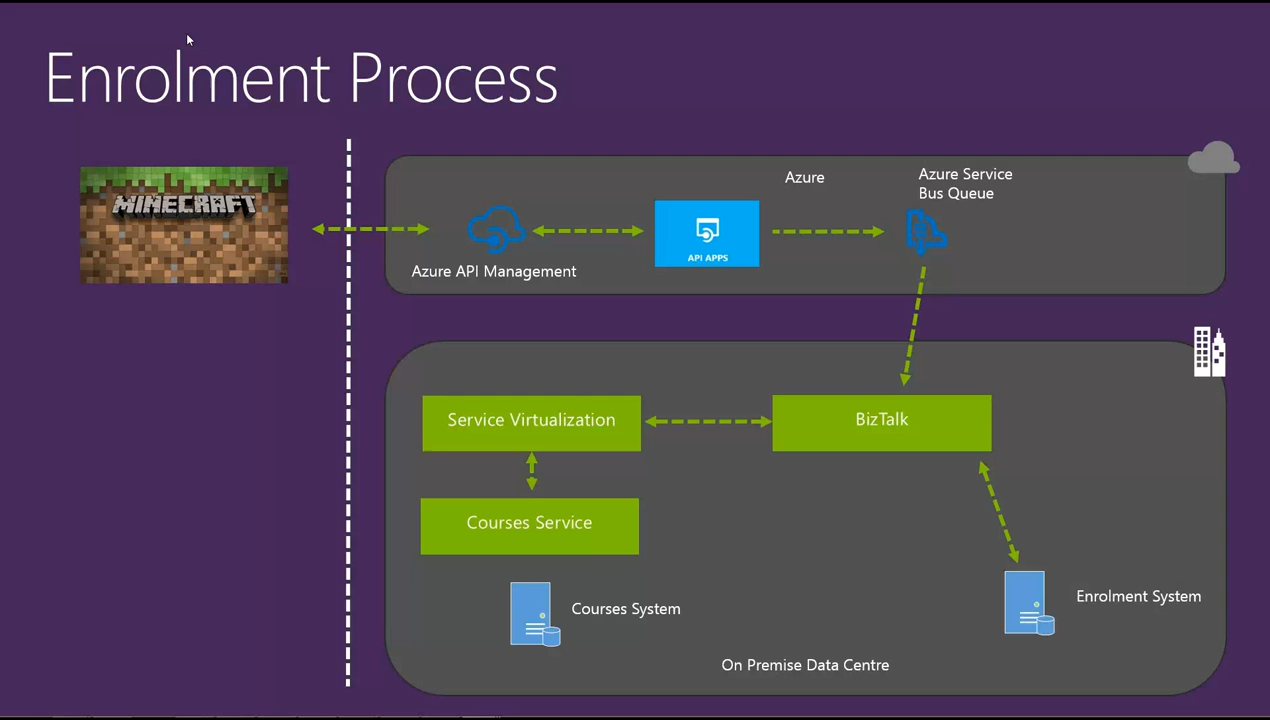 Enrolment Process
MINECRAFT
Azure
Azure Service
Bus Queue
API APPS
Azure API Management
Service Virtualization
BizTalk
Courses Service
Courses System
Enrolment System
On Premise Data Centre